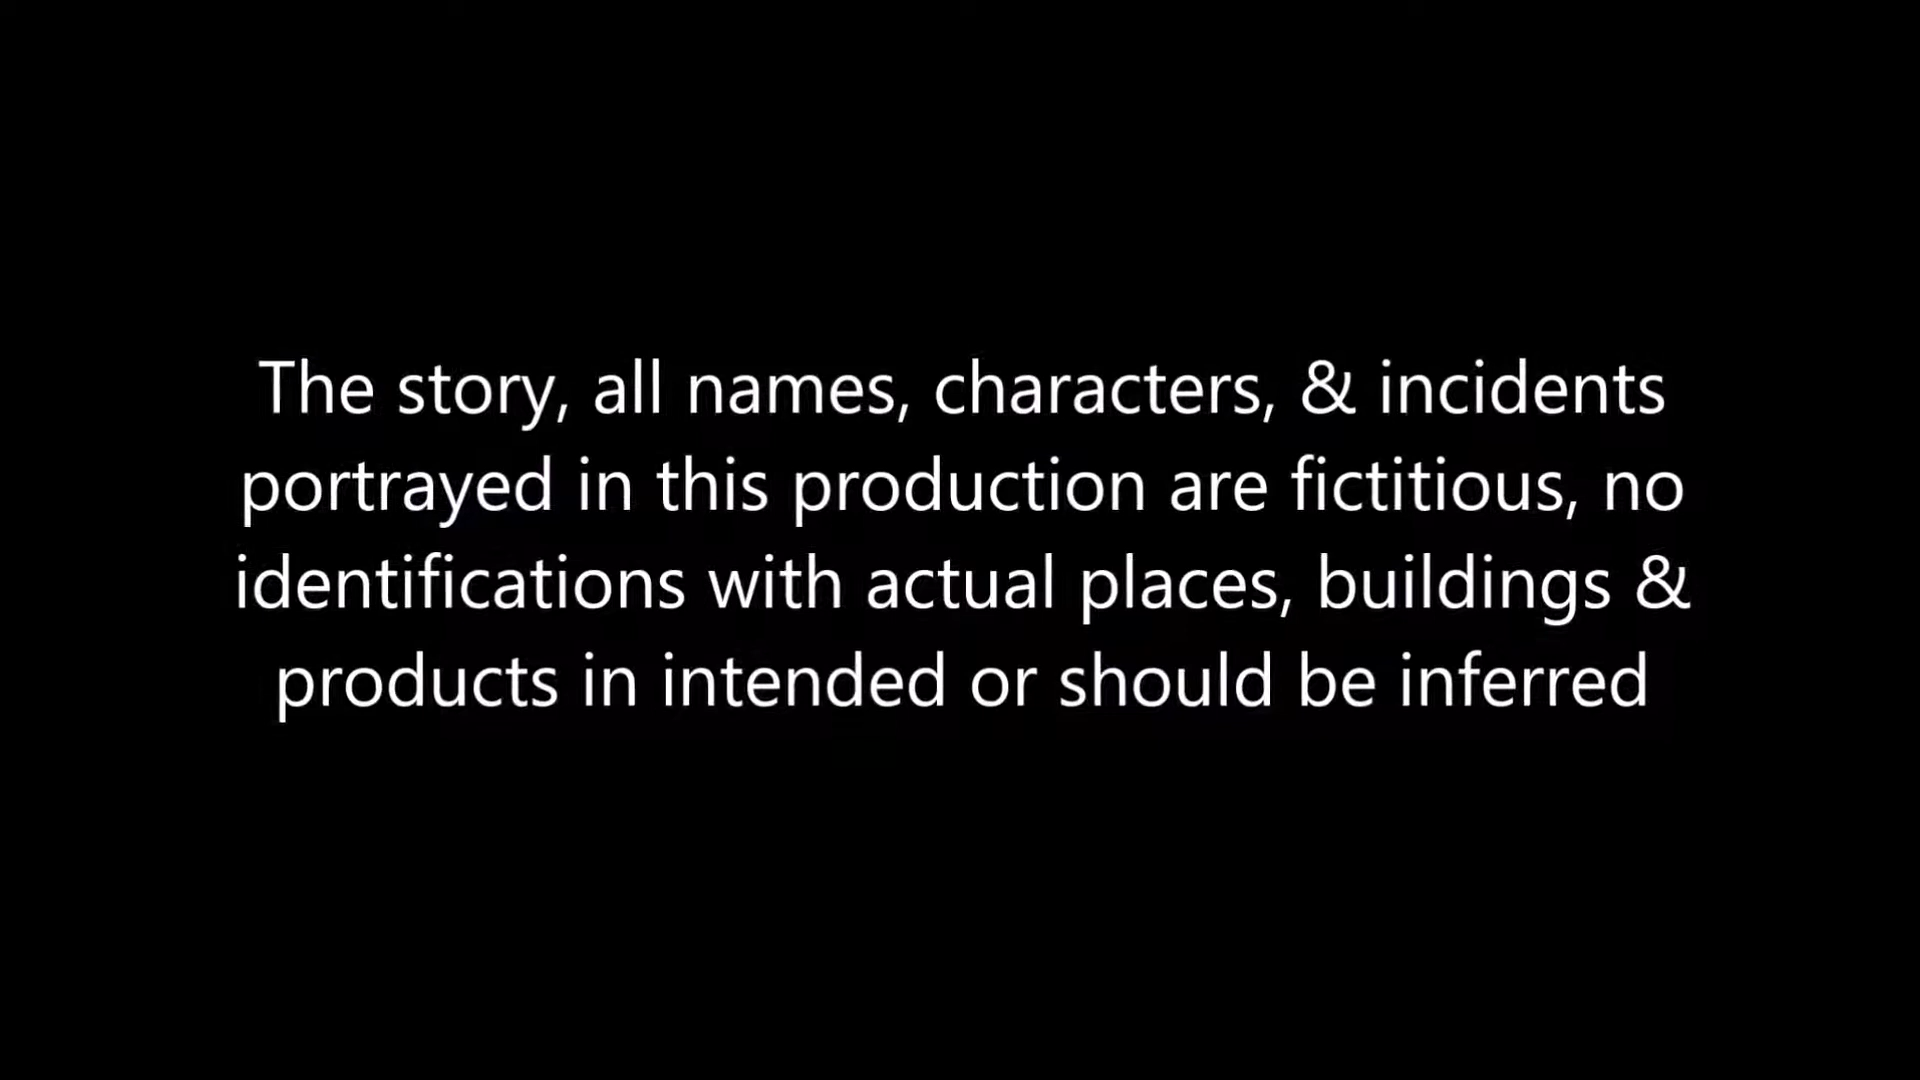 The story, all names, characters, & incidents
portrayed in this production are fictitious, no
identifications with actual places, buildings &
products in intended or should be inferred